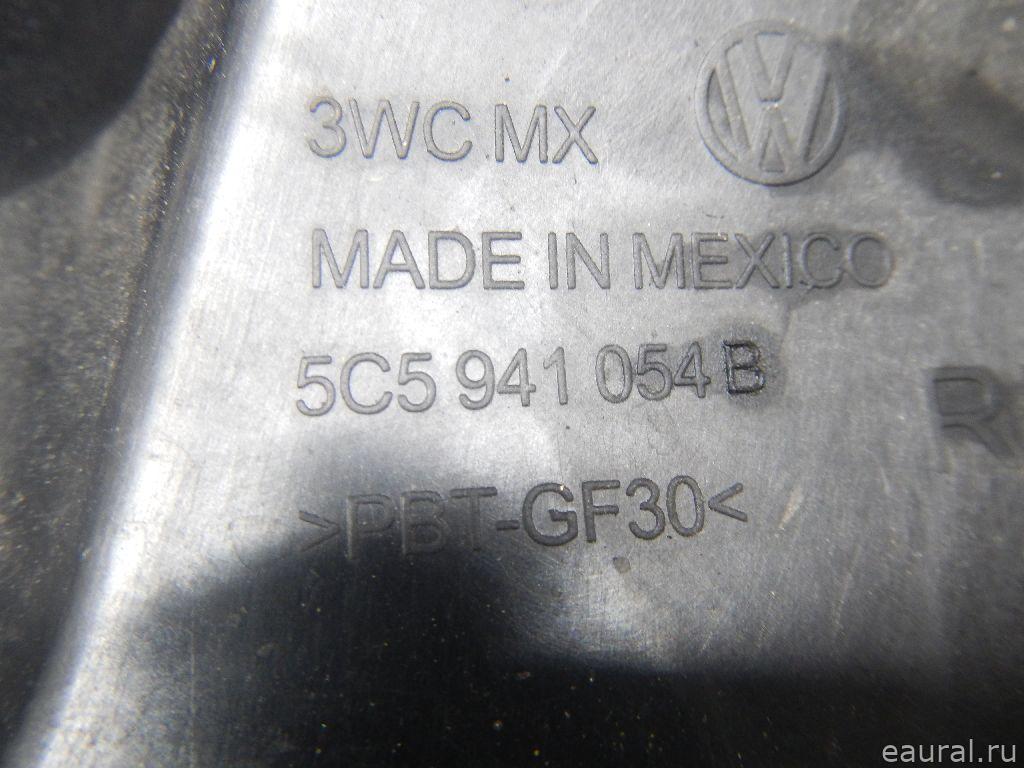 3WC MX
MADE IN MEXICO
5C5 941 054 B
R
>PBT-GF30<
eaural.ru